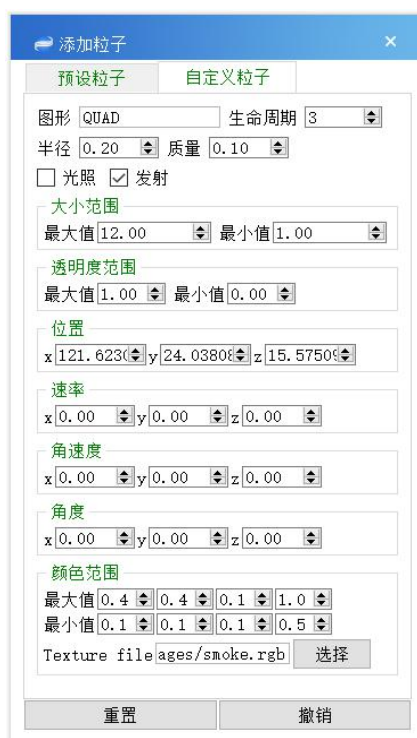 添加粒子
预设粒子 自定义粒子
图形 QUAD 生命周期 3
半径 0.20 质量 0.10
光照 发射
大小范围
最大值 12.00 最小值 1.00
透明度范围
最大值 1.00 最小值 0.00
位置
x 121.623( y 24.0380 z 15.5750
速率
x 0.00 y 0.00 z 0.00
角速度
x 0.00 y 0.00 z 0.00
角度
x 0.00 y 0.00 z 0.00
颜色范围
最大值 0.4 0.4 0.1 1.0
最小值 0.1 0.1 0.1 0.5
Texture file ages/smoke.rgb 选择
重置 撤销